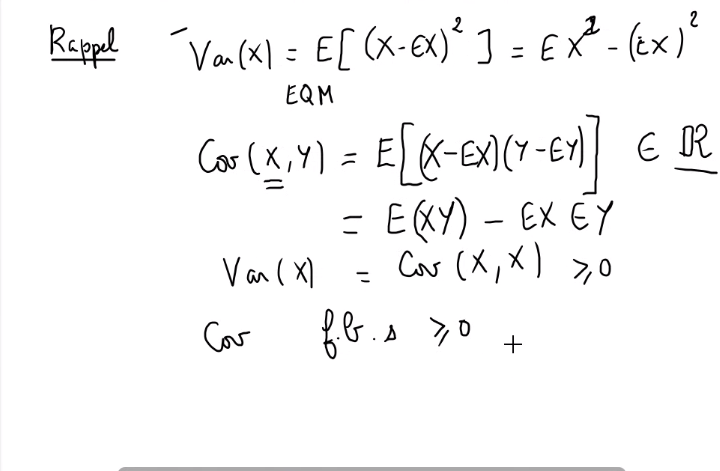 Rappel - Var(X) = E[(X-EX)²] = EX² - (EX)²
EQM
Cov(X,Y) = E[(X-EX)(Y-EY)] ∈ ℝ
= E(XY) - EX EY
Var(X) = Cov(X,X) ⩾0
Cov f.b.s ⩾0 +